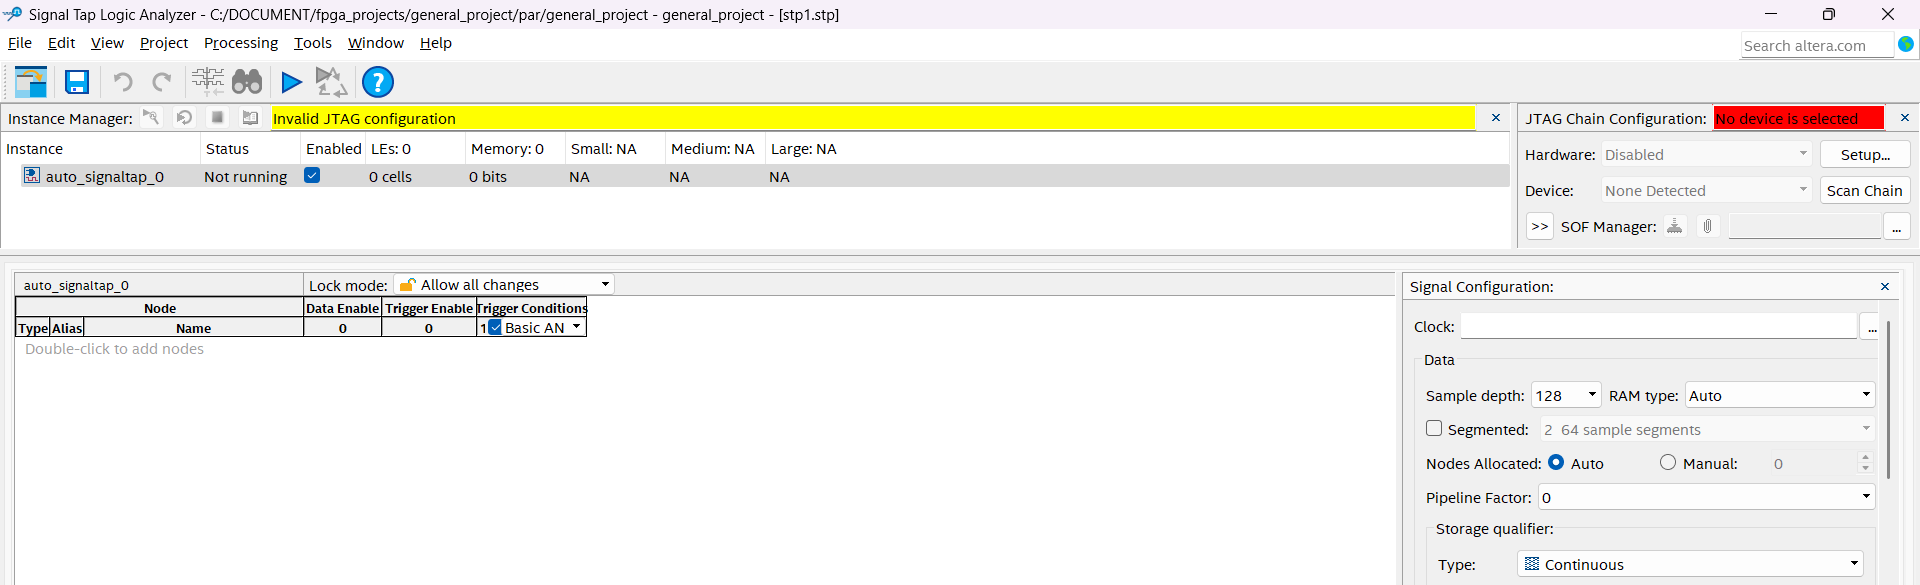 Signal Tap Logic Analyzer - C:/DOCUMENT/fpga_projects/general_project/par/general_project - general_project - [stp1.stp]
File Edit View Project Processing Tools Window Help
Search altera.com
Instance Manager: Invalid JTAG configuration
Instance Status Enabled LEs: 0 Memory: 0 Small: NA Medium: NA Large: NA
auto_signaltap_0 Not running 0 cells 0 bits NA NA NA
JTAG Chain Configuration: No device is selected
Hardware: Disabled Setup...
Device: None Detected Scan Chain
>> SOF Manager: ...
auto_signaltap_0 Lock mode: Allow all changes
Node Data Enable Trigger Enable Trigger Conditions
Type Alias Name 0 0 1 Basic AN
Double-click to add nodes
Signal Configuration:
Clock: ...
Data
Sample depth: 128 RAM type: Auto
Segmented: 2 64 sample segments
Nodes Allocated: Auto Manual: 0
Pipeline Factor: 0
Storage qualifier:
Type: Continuous